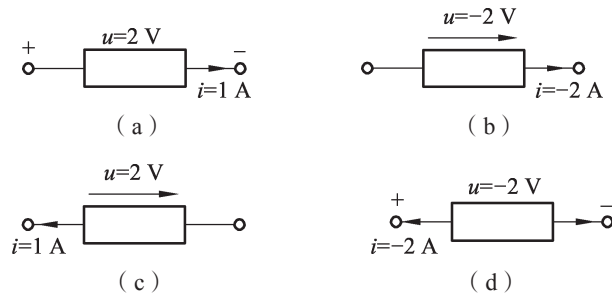 + u=2 V −
i=1 A
(a)
u=−2 V
i=−2 A
(b)
u=2 V
i=1 A
(c)
u=−2 V
+ −
i=−2 A
(d)